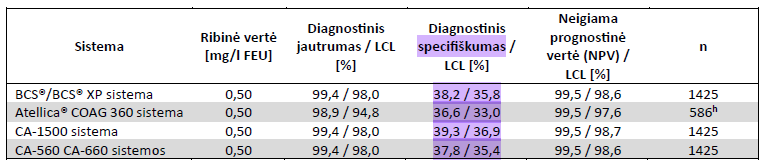 Sistema Ribinė vertė [mg/l FEU] Diagnostinis jautrumas / LCL [%] Diagnostinis specifiškumas / LCL [%] Neigiama prognostinė vertė (NPV) / LCL [%] n
BCS®/BCS® XP sistema 0,50 99,4 / 98,0 38,2 / 35,8 99,5 / 98,6 1425
Atellica® COAG 360 sistema 0,50 98,9 / 94,8 36,6 / 33,0 99,5 / 97,6 586ʰ
CA-1500 sistema 0,50 99,4 / 98,0 39,3 / 36,9 99,5 / 98,7 1425
CA-560 CA-660 sistemos 0,50 99,4 / 98,0 37,8 / 35,4 99,5 / 98,6 1425